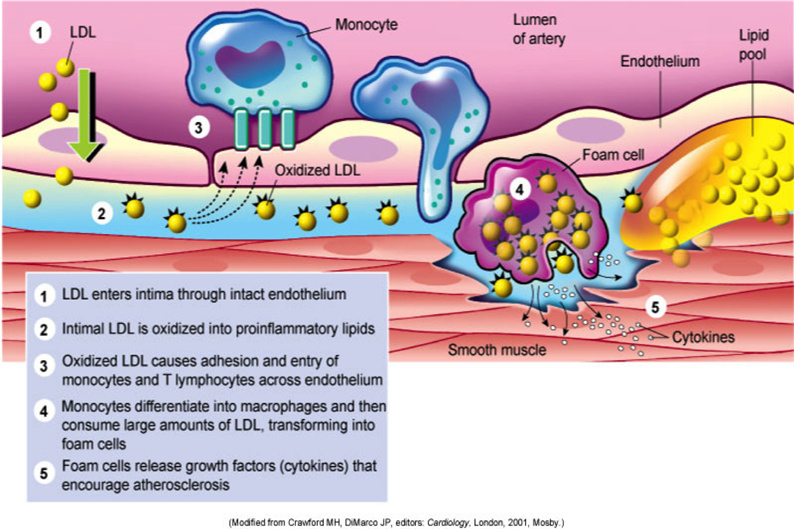 1
LDL
Monocyte
Lumen
of artery
Lipid
pool
Endothelium
3
Oxidized LDL
Foam cell
4
2
5
Cytokines
Smooth muscle
1 LDL enters intima through intact endothelium
2 Intimal LDL is oxidized into proinflammatory lipids
3 Oxidized LDL causes adhesion and entry of
monocytes and T lymphocytes across endothelium
4 Monocytes differentiate into macrophages and then
consume large amounts of LDL, transforming into
foam cells
5 Foam cells release growth factors (cytokines) that
encourage atherosclerosis
(Modified from Crawford MH, DiMarco JP, editors: Cardiology, London, 2001, Mosby.)